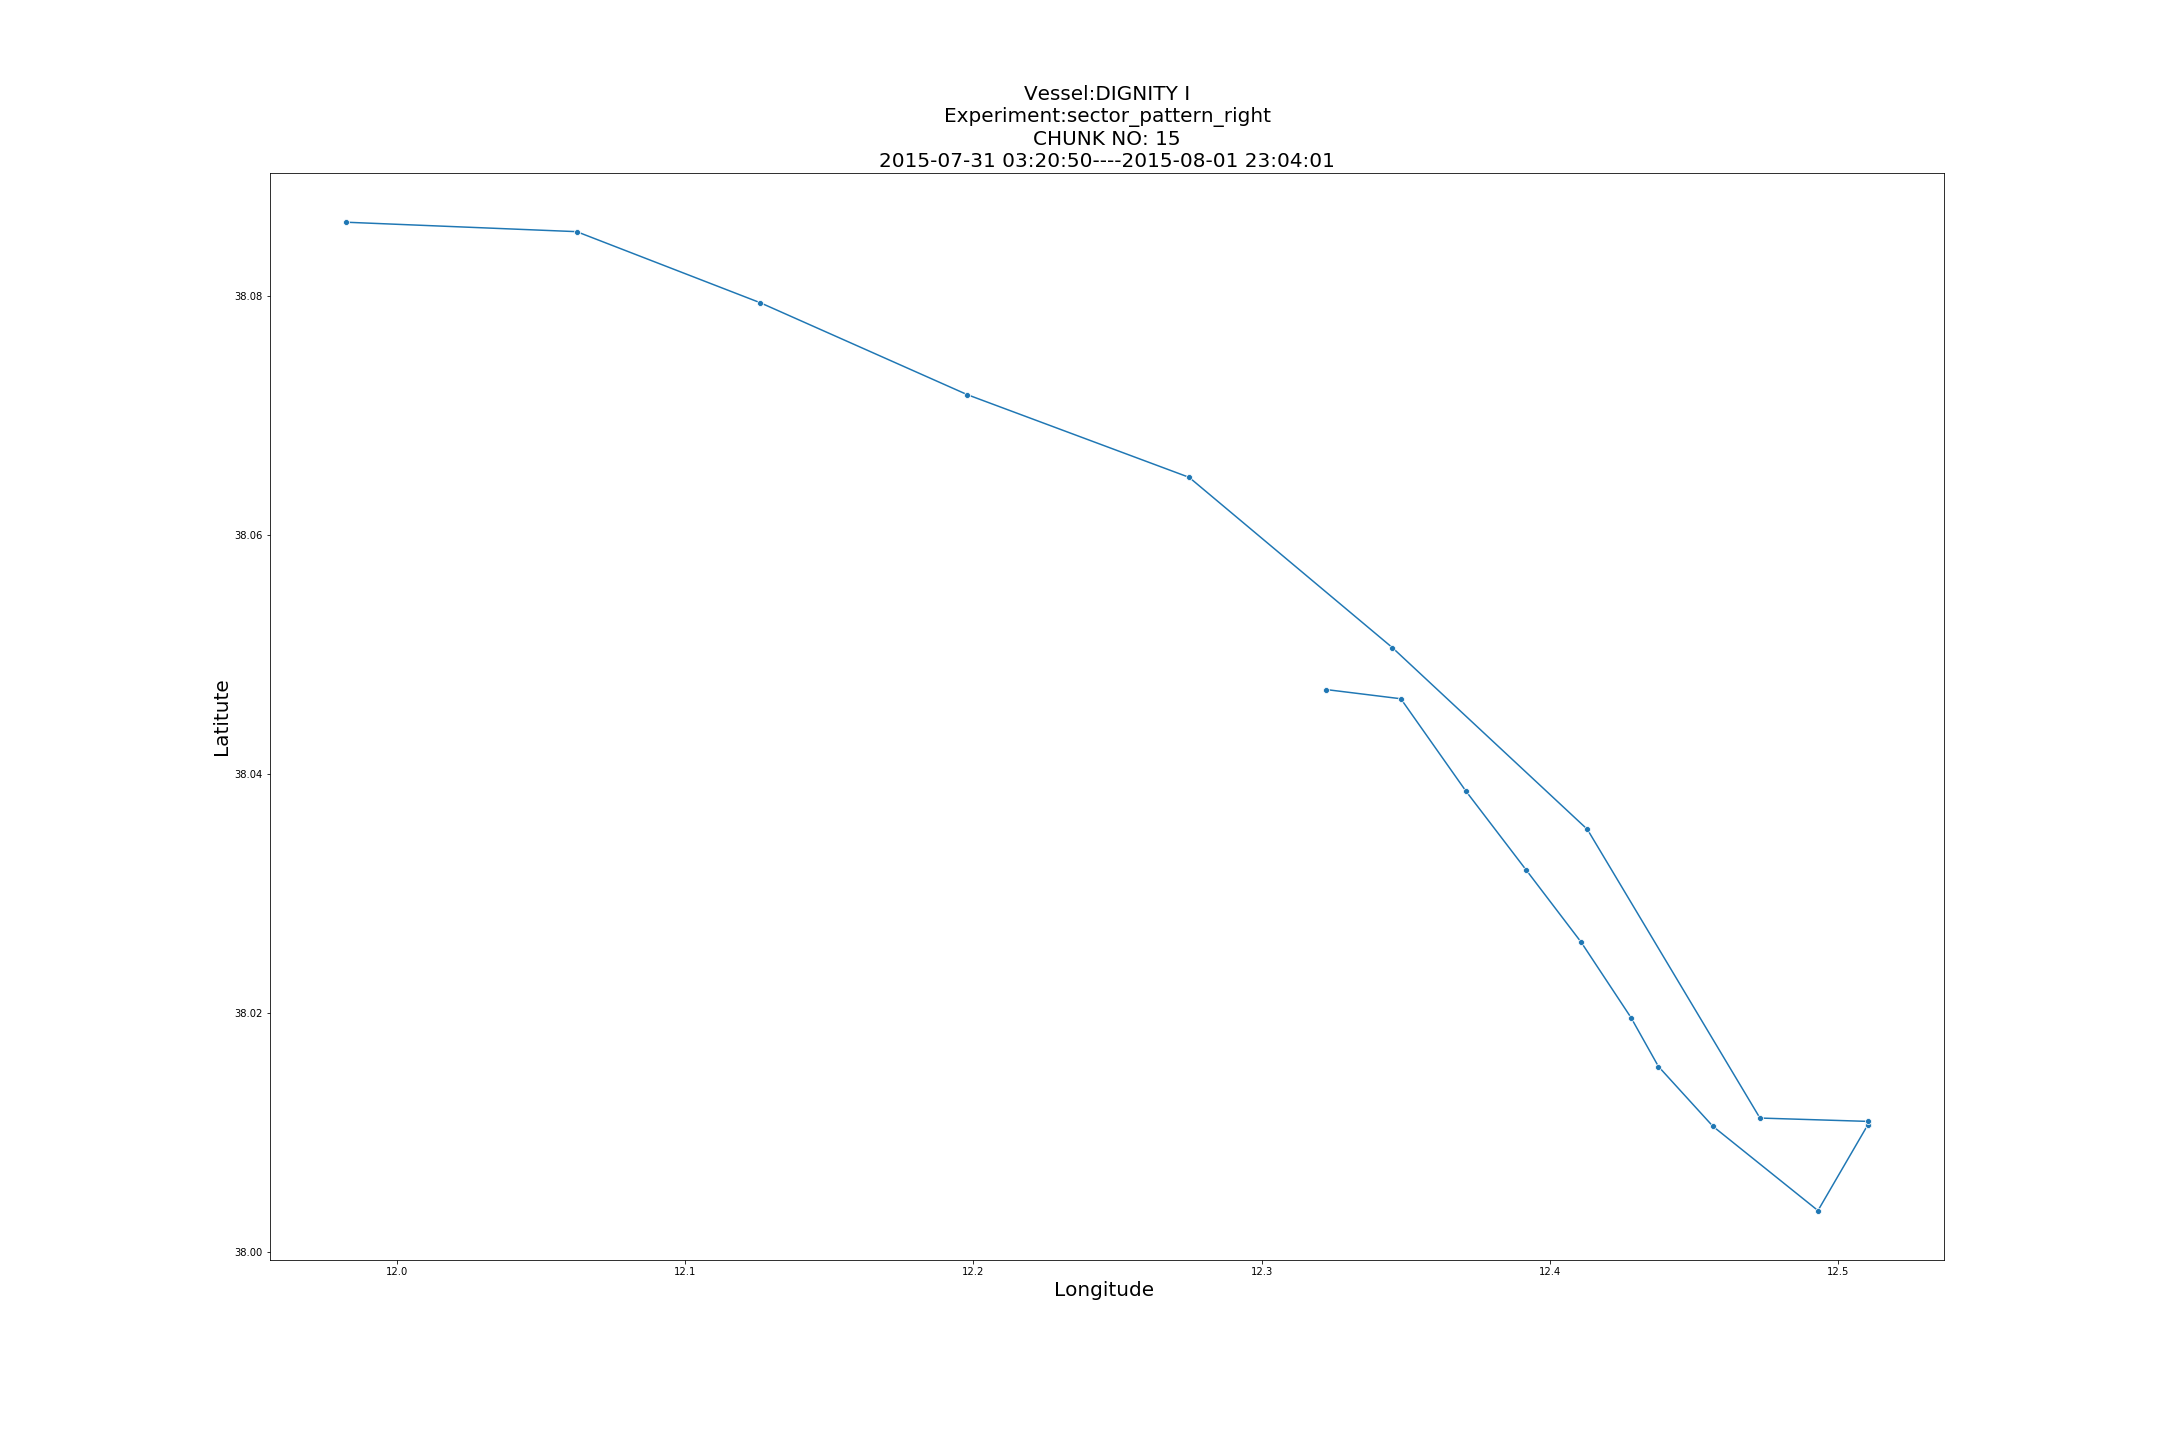 Vessel:DIGNITY I
Experiment:sector_pattern_right
CHUNK NO: 15
2015-07-31 03:20:50----2015-08-01 23:04:01
38.08
38.06
38.04
38.02
38.00
Latitute
12.0 12.1 12.2 12.3 12.4 12.5
Longitude